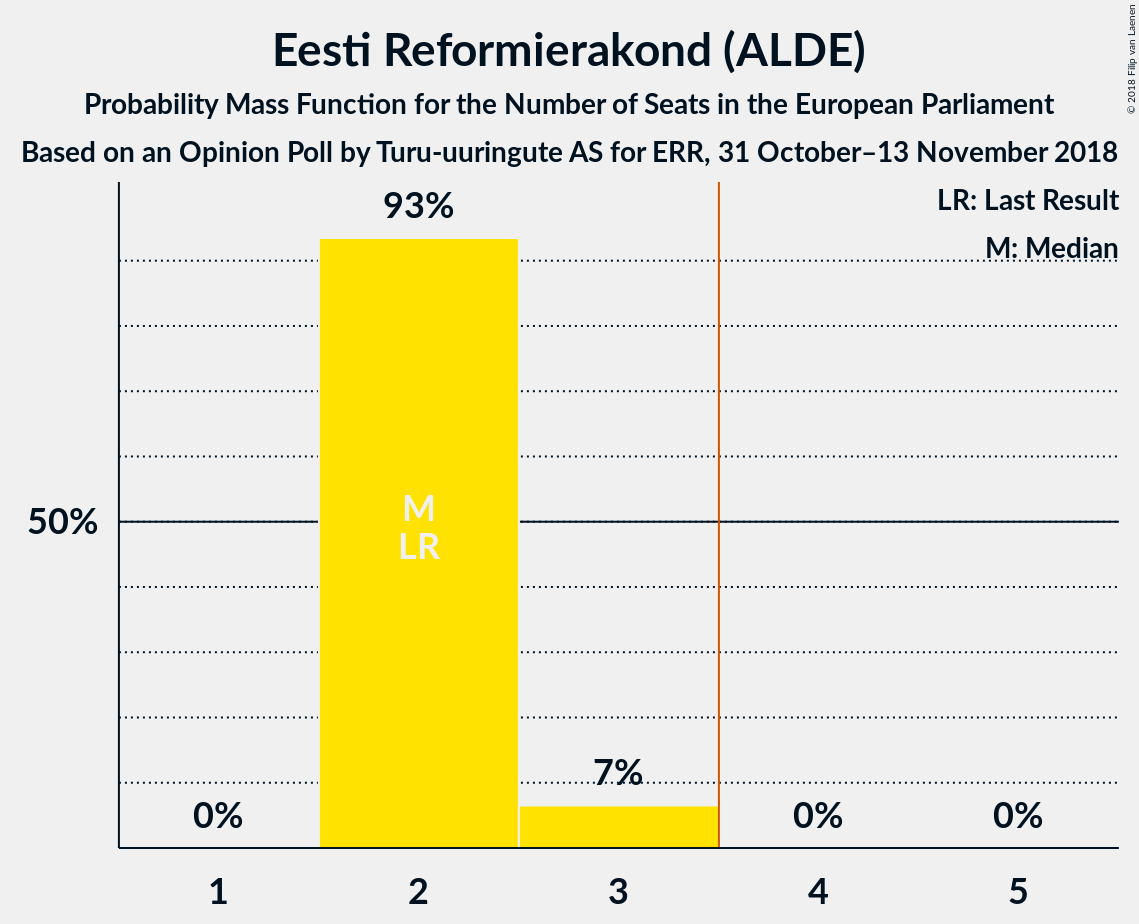 Eesti Reformierakond (ALDE)
Probability Mass Function for the Number of Seats in the European Parliament
Based on an Opinion Poll by Turu-uuringute AS for ERR, 31 October–13 November 2018
© 2018 Filip van Laenen
LR: Last Result
M: Median
93%
50%
M
LR
7%
0%
0%
0%
1
2
3
4
5